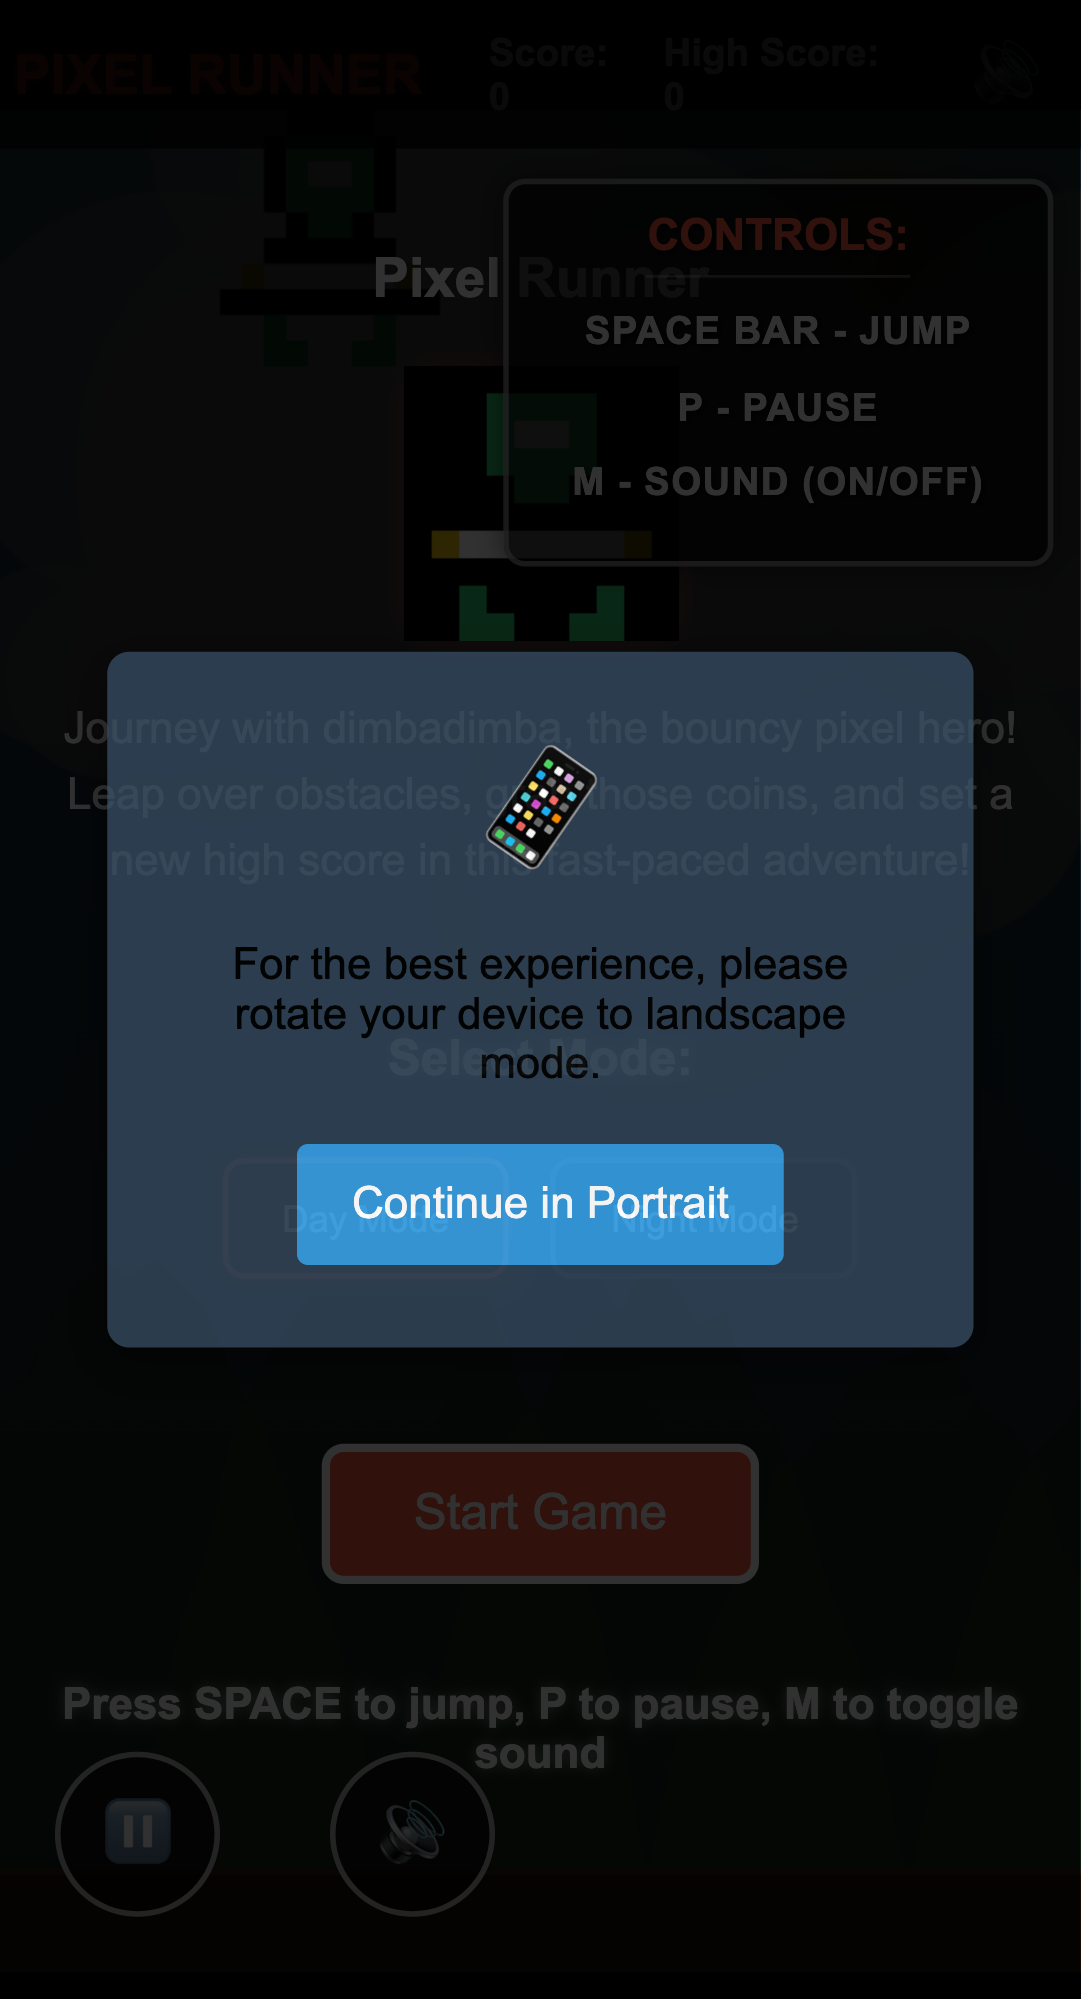 PIXEL RUNNER
Score:
0
High Score:
0
Pixel Runner
CONTROLS:
SPACE BAR - JUMP
P - PAUSE
M - SOUND (ON/OFF)
Journey with dimbadimba, the bouncy pixel hero!
Leap over obstacles, grab those coins, and set a
new high score in this fast-paced adventure!
For the best experience, please
rotate your device to landscape
mode.
Select Mode:
Continue in Portrait
Day Mode
Night Mode
Start Game
Press SPACE to jump, P to pause, M to toggle
sound